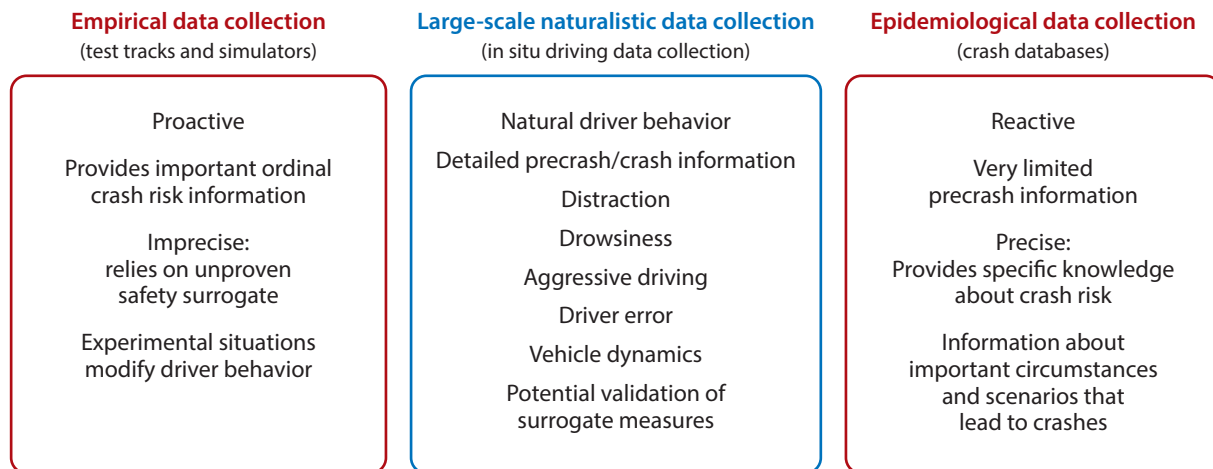 Empirical data collection
(test tracks and simulators)
Proactive
Provides important ordinal
crash risk information
Imprecise:
relies on unproven
safety surrogate
Experimental situations
modify driver behavior
Large-scale naturalistic data collection
(in situ driving data collection)
Natural driver behavior
Detailed precrash/crash information
Distraction
Drowsiness
Aggressive driving
Driver error
Vehicle dynamics
Potential validation of
surrogate measures
Epidemiological data collection
(crash databases)
Reactive
Very limited
precrash information
Precise:
Provides specific knowledge
about crash risk
Information about
important circumstances
and scenarios that
lead to crashes